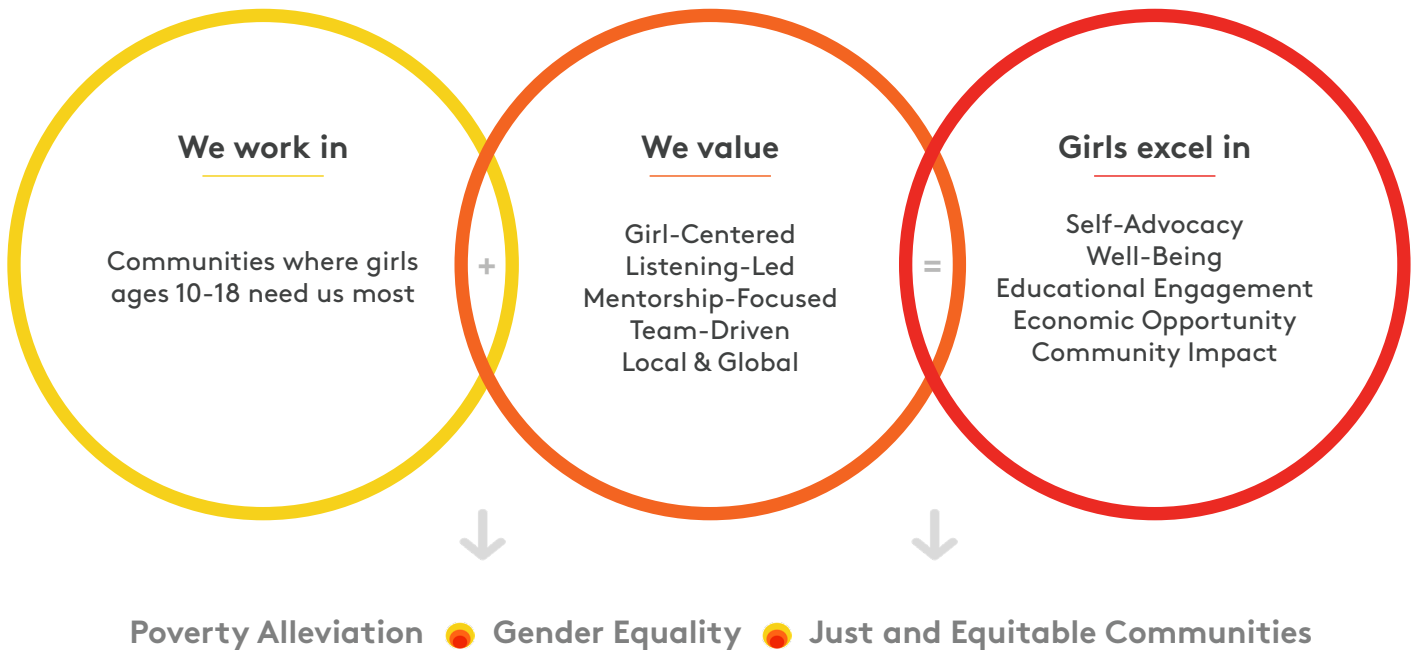 We work in
Communities where girls
ages 10-18 need us most
+
We value
Girl-Centered
Listening-Led
Mentorship-Focused
Team-Driven
Local & Global
=
Girls excel in
Self-Advocacy
Well-Being
Educational Engagement
Economic Opportunity
Community Impact
Poverty Alleviation Gender Equality Just and Equitable Communities